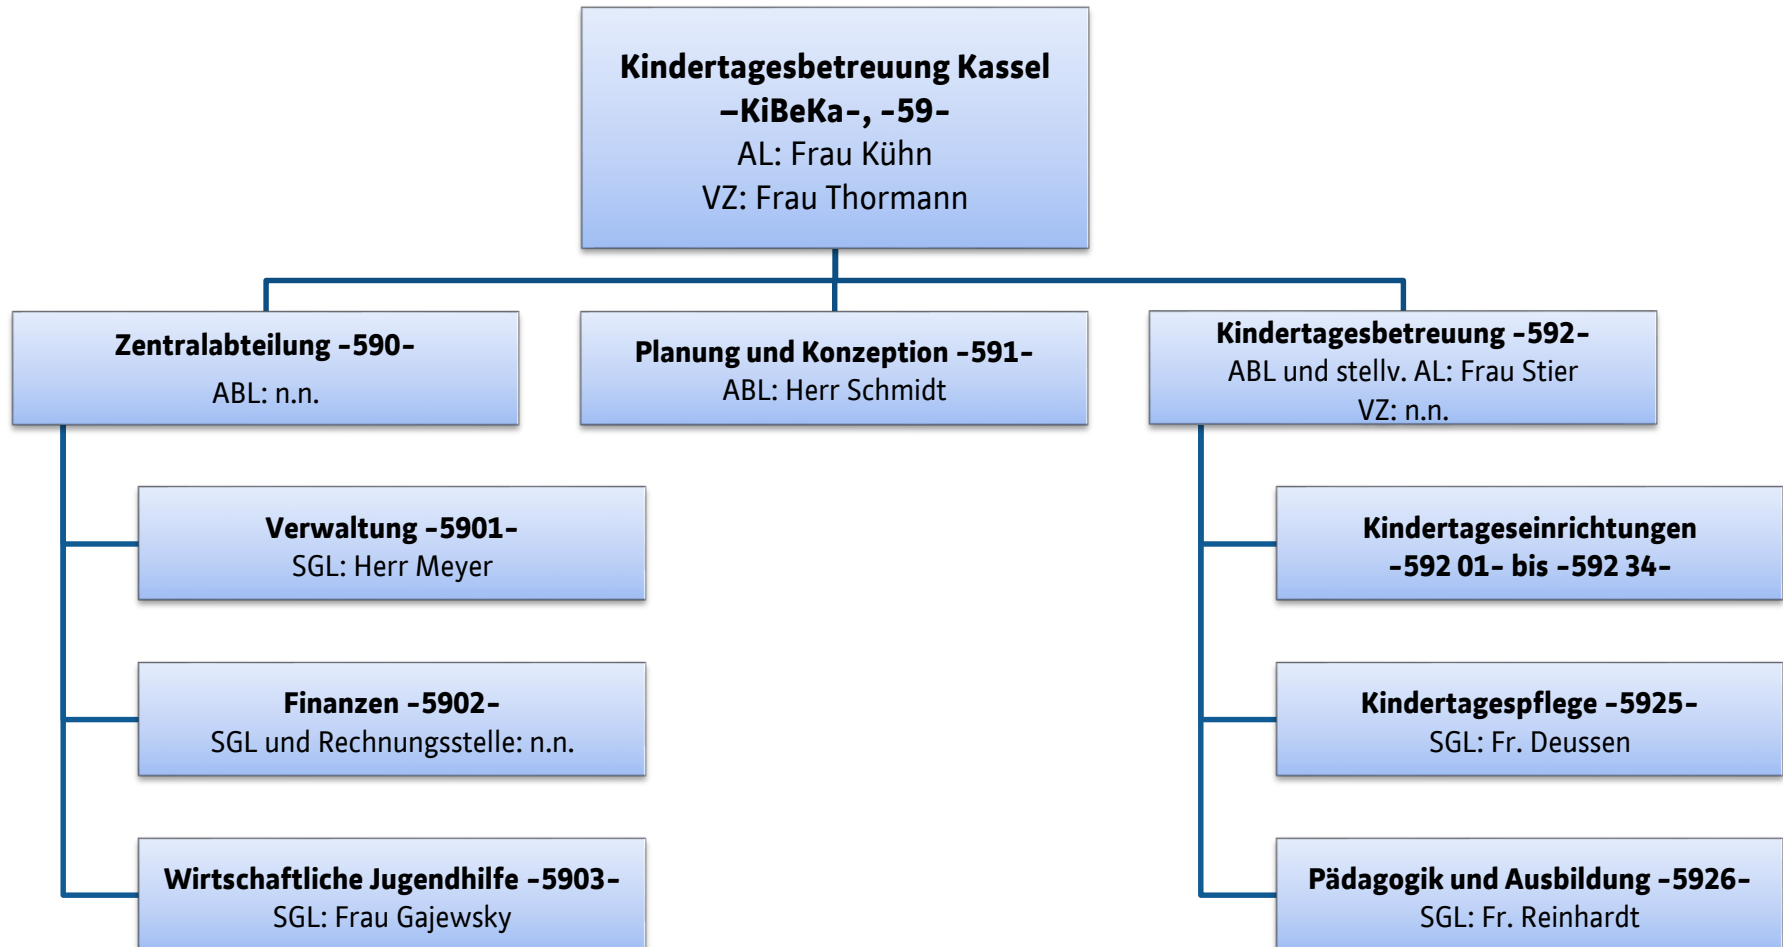 Kindertagesbetreuung Kassel
–KiBeKa-, -59-
AL: Frau Kühn
VZ: Frau Thormann
Zentralabteilung -590-
ABL: n.n.
Planung und Konzeption -591-
ABL: Herr Schmidt
Kindertagesbetreuung -592-
ABL und stellv. AL: Frau Stier
VZ: n.n.
Verwaltung -5901-
SGL: Herr Meyer
Finanzen -5902-
SGL und Rechnungsstelle: n.n.
Wirtschaftliche Jugendhilfe -5903-
SGL: Frau Gajewsky
Kindertageseinrichtungen
-592 01- bis -592 34-
Kindertagespflege -5925-
SGL: Fr. Deussen
Pädagogik und Ausbildung -5926-
SGL: Fr. Reinhardt